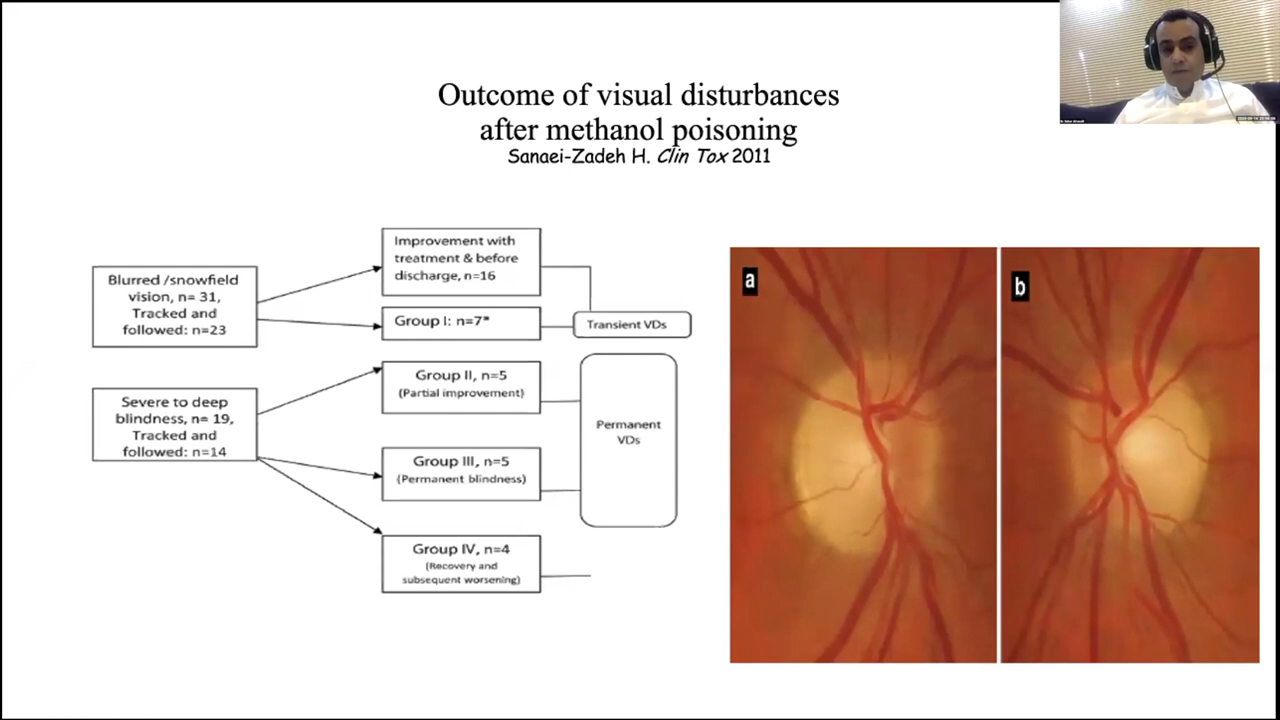 Outcome of visual disturbances
after methanol poisoning
Sanaei-Zadeh H. Clin Tox 2011
Blurred /snowfield
vision, n= 31,
Tracked and
followed: n=23
Severe to deep
blindness, n= 19,
Tracked and
followed: n=14
Improvement with
treatment & before
discharge, n=16
Group I: n=7*
Group II, n=5
(Partial improvement)
Group III, n=5
(Permanent blindness)
Group IV, n=4
(Recovery and
subsequent worsening)
Transient VDs
Permanent
VDs
a
b